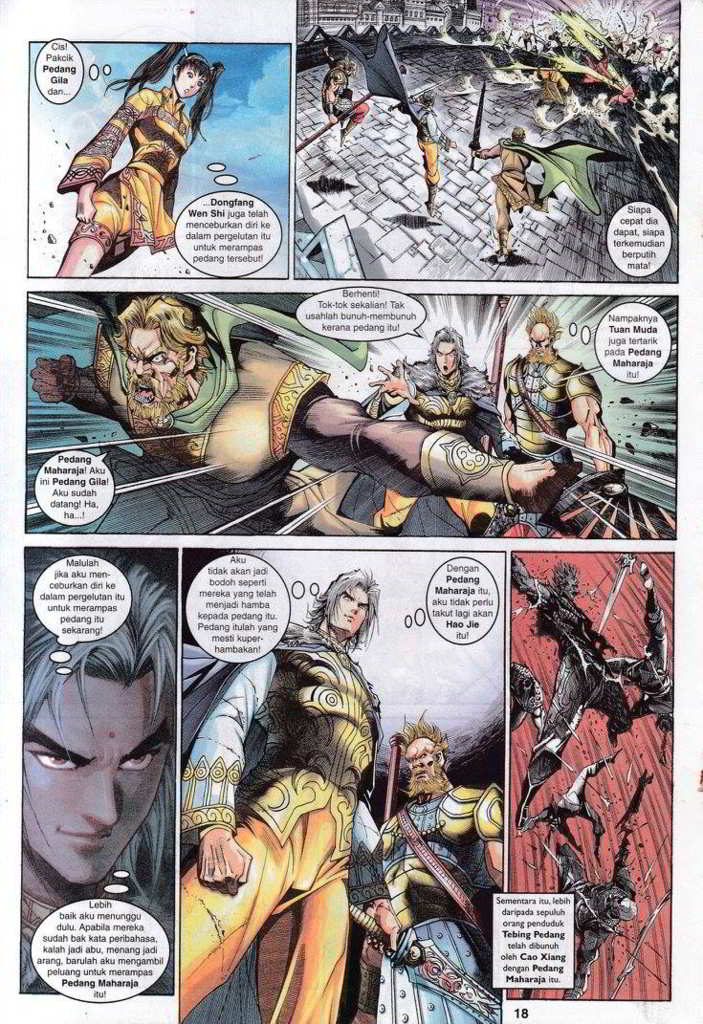 Cis!
Pakcik
Pedang
Gila
dan...
...Dongfang
Wen Shi juga telah
menceburkan diri ke
dalam pergelutan itu
untuk merampas
pedang tersebut!
Siapa
cepat dia
dapat, siapa
terkemudian
berputih
mata!
Berhenti!
Tok-tok sekalian! Tak
usahlah bunuh-membunuh
kerana pedang itu!
Nampaknya
Tuan Muda
juga tertarik
pada Pedang
Maharaja
itu!
Pedang
Maharaja! Aku
ini Pedang Gila!
Aku sudah
datang! Ha,
ha...!
Malulah
jika aku men-
ceburkan diri ke
dalam pergelutan itu
untuk merampas
pedang itu
sekarang!
Lebih
baik aku menunggu
dulu. Apabila mereka
sudah bak kata peribahasa,
kalah jadi abu, menang jadi
arang, barulah aku mengambil
peluang untuk merampas
Pedang Maharaja
itu!
Aku
tidak akan jadi
bodoh seperti
mereka yang telah
menjadi hamba
kepada pedang itu.
Pedang itulah yang
mesti kuper-
hambakan!
Dengan
Pedang
Maharaja itu,
aku tidak perlu
takut lagi akan
Hao Jie
itu!
Sementara itu, lebih
daripada sepuluh
orang penduduk
Tebing Pedang
telah dibunuh
oleh Cao Xiang
dengan Pedang
Maharaja itu.
18